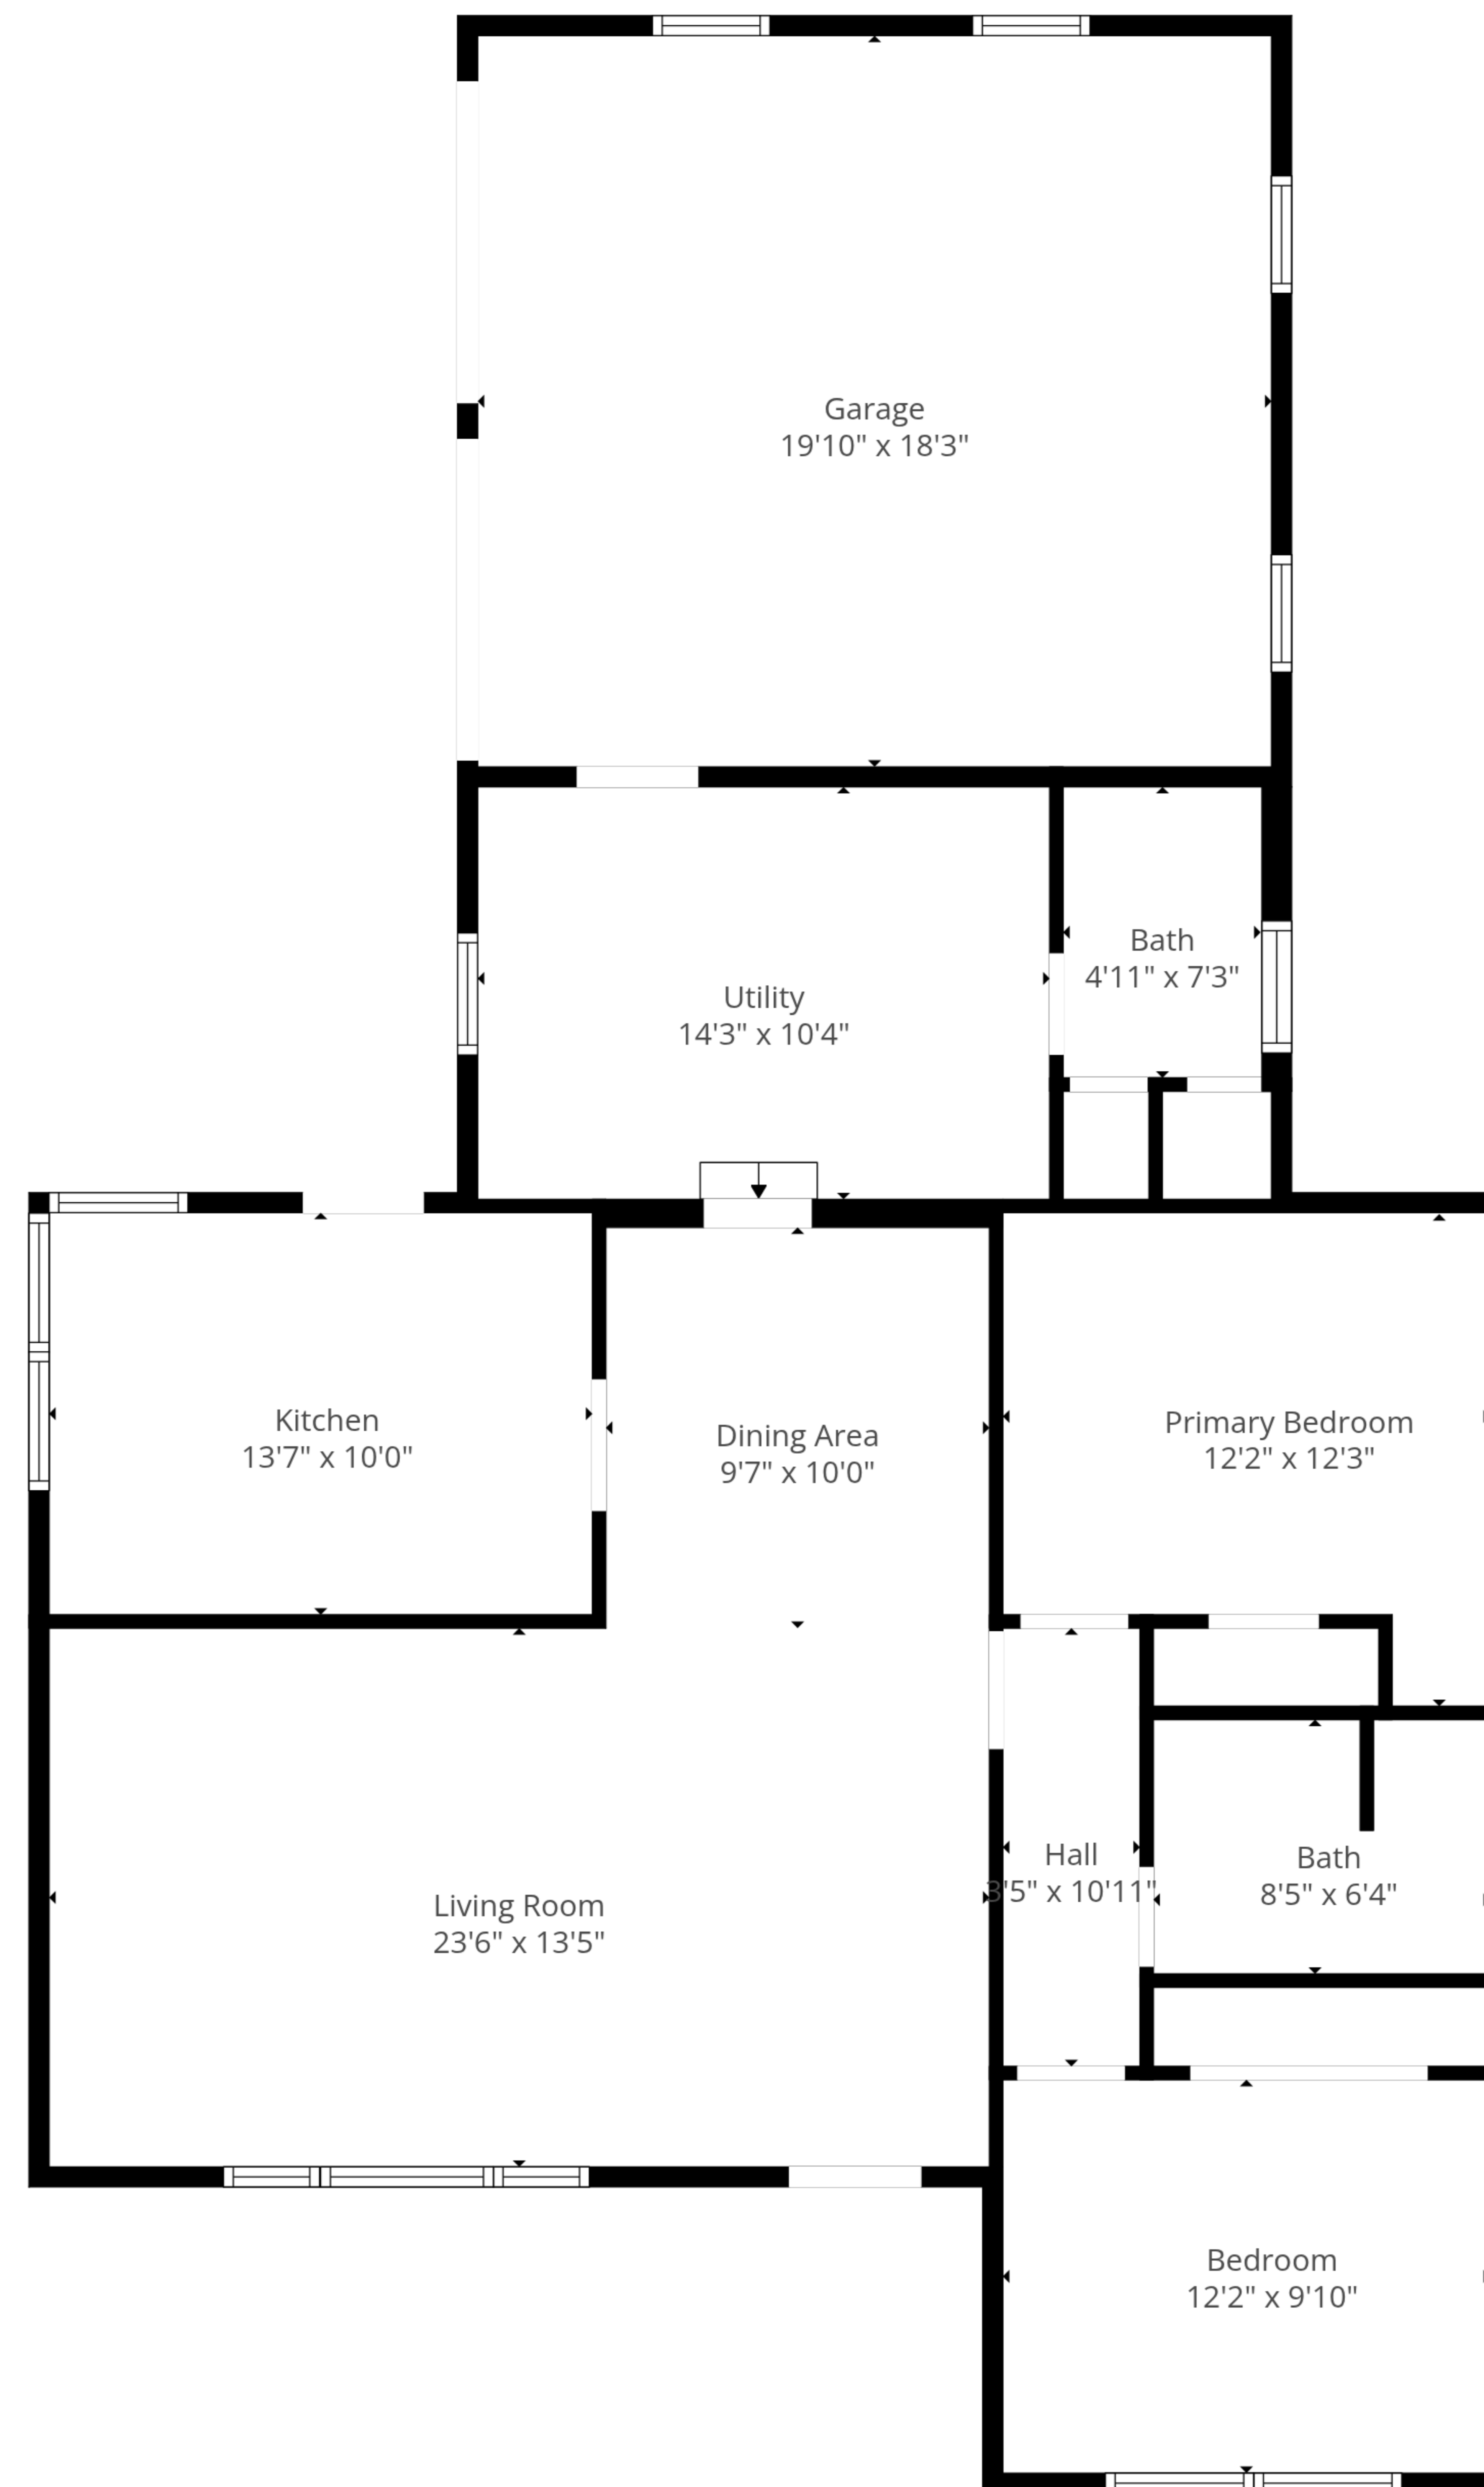 Garage
19'10" x 18'3"
Bath
4'11" x 7'3"
Utility
14'3" x 10'4"
Kitchen
13'7" x 10'0"
Dining Area
9'7" x 10'0"
Primary Bedroom
12'2" x 12'3"
Hall
3'5" x 10'11"
Bath
8'5" x 6'4"
Living Room
23'6" x 13'5"
Bedroom
12'2" x 9'10"